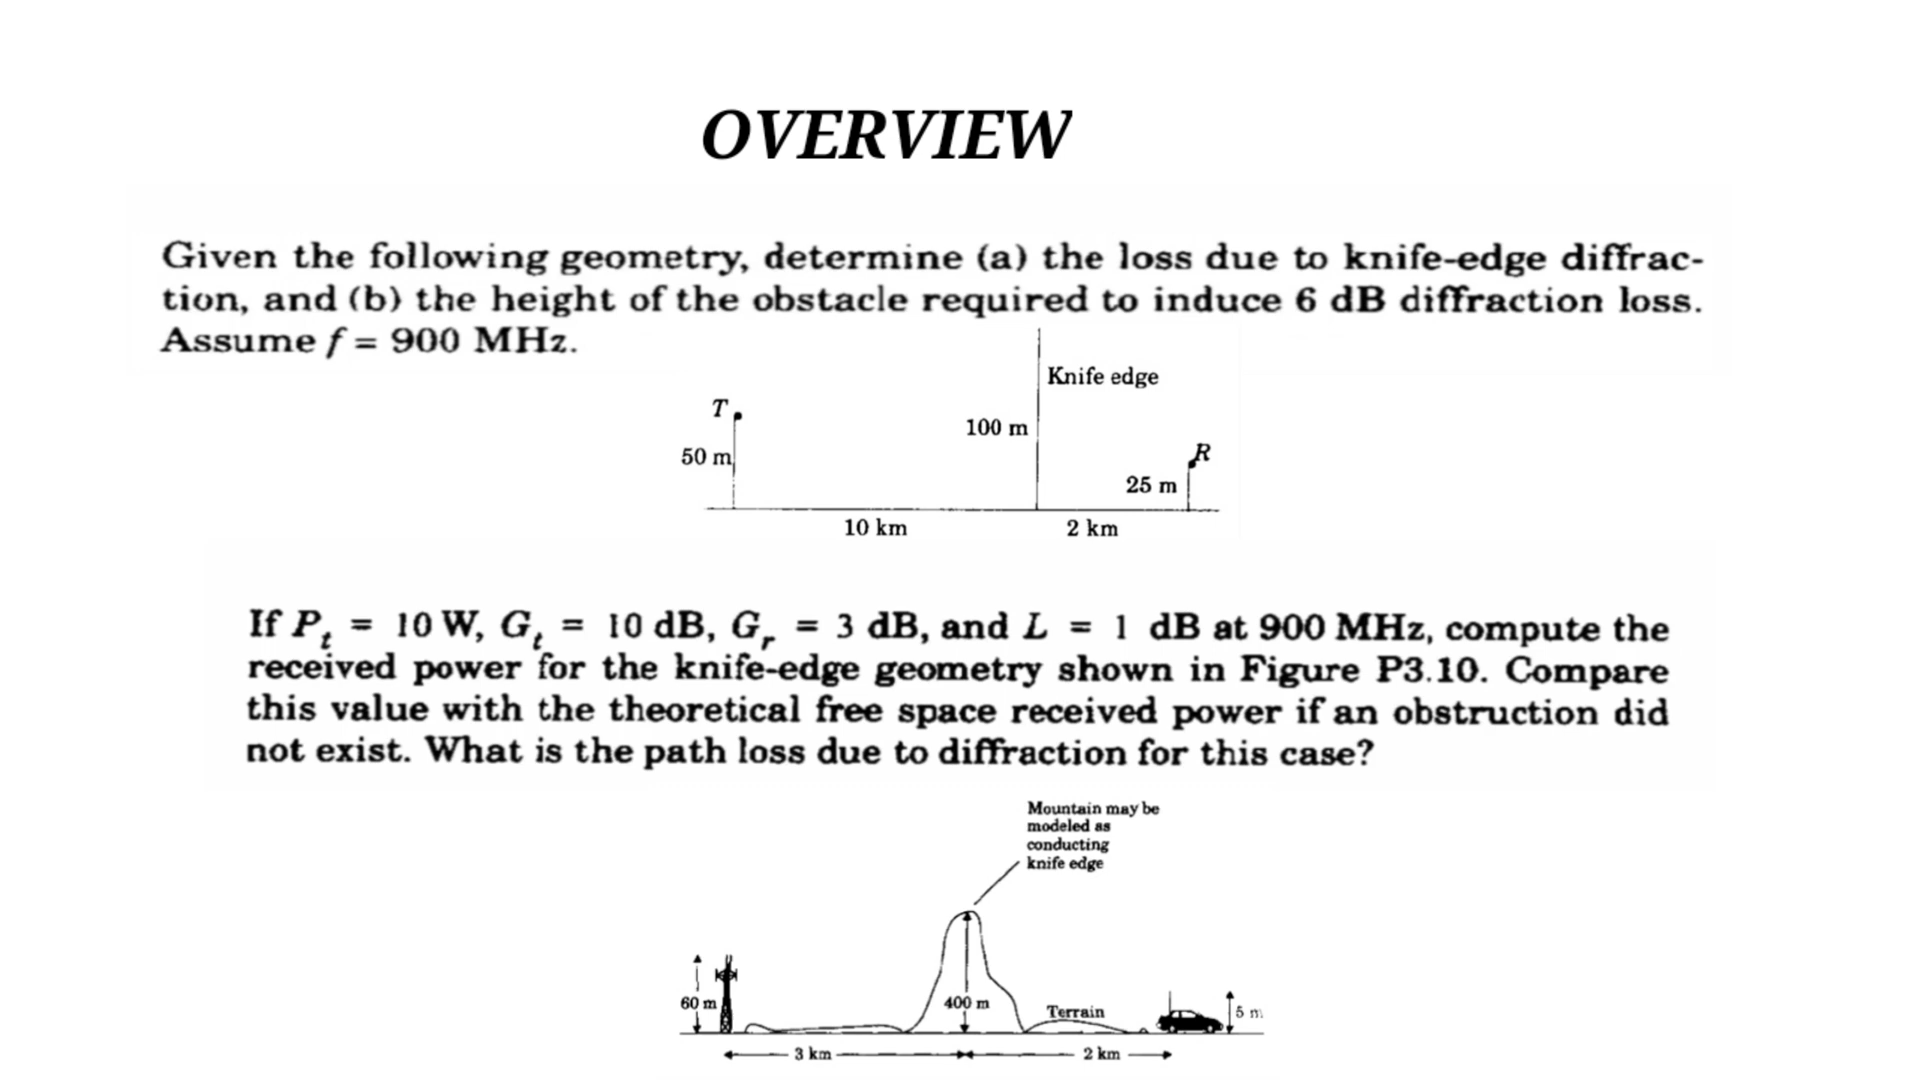 OVERVIEW
Given the following geometry, determine (a) the loss due to knife-edge diffrac-
tion, and (b) the height of the obstacle required to induce 6 dB diffraction loss.
Assume f = 900 MHz.
Knife edge
T
100 m
50 m
R
25 m
10 km
2 km
If Pt = 10 W, Gt = 10 dB, Gr = 3 dB, and L = 1 dB at 900 MHz, compute the
received power for the knife-edge geometry shown in Figure P3.10. Compare
this value with the theoretical free space received power if an obstruction did
not exist. What is the path loss due to diffraction for this case?
Mountain may be
modeled as
conducting
knife edge
60 m
400 m
Terrain
5 m
3 km
2 km